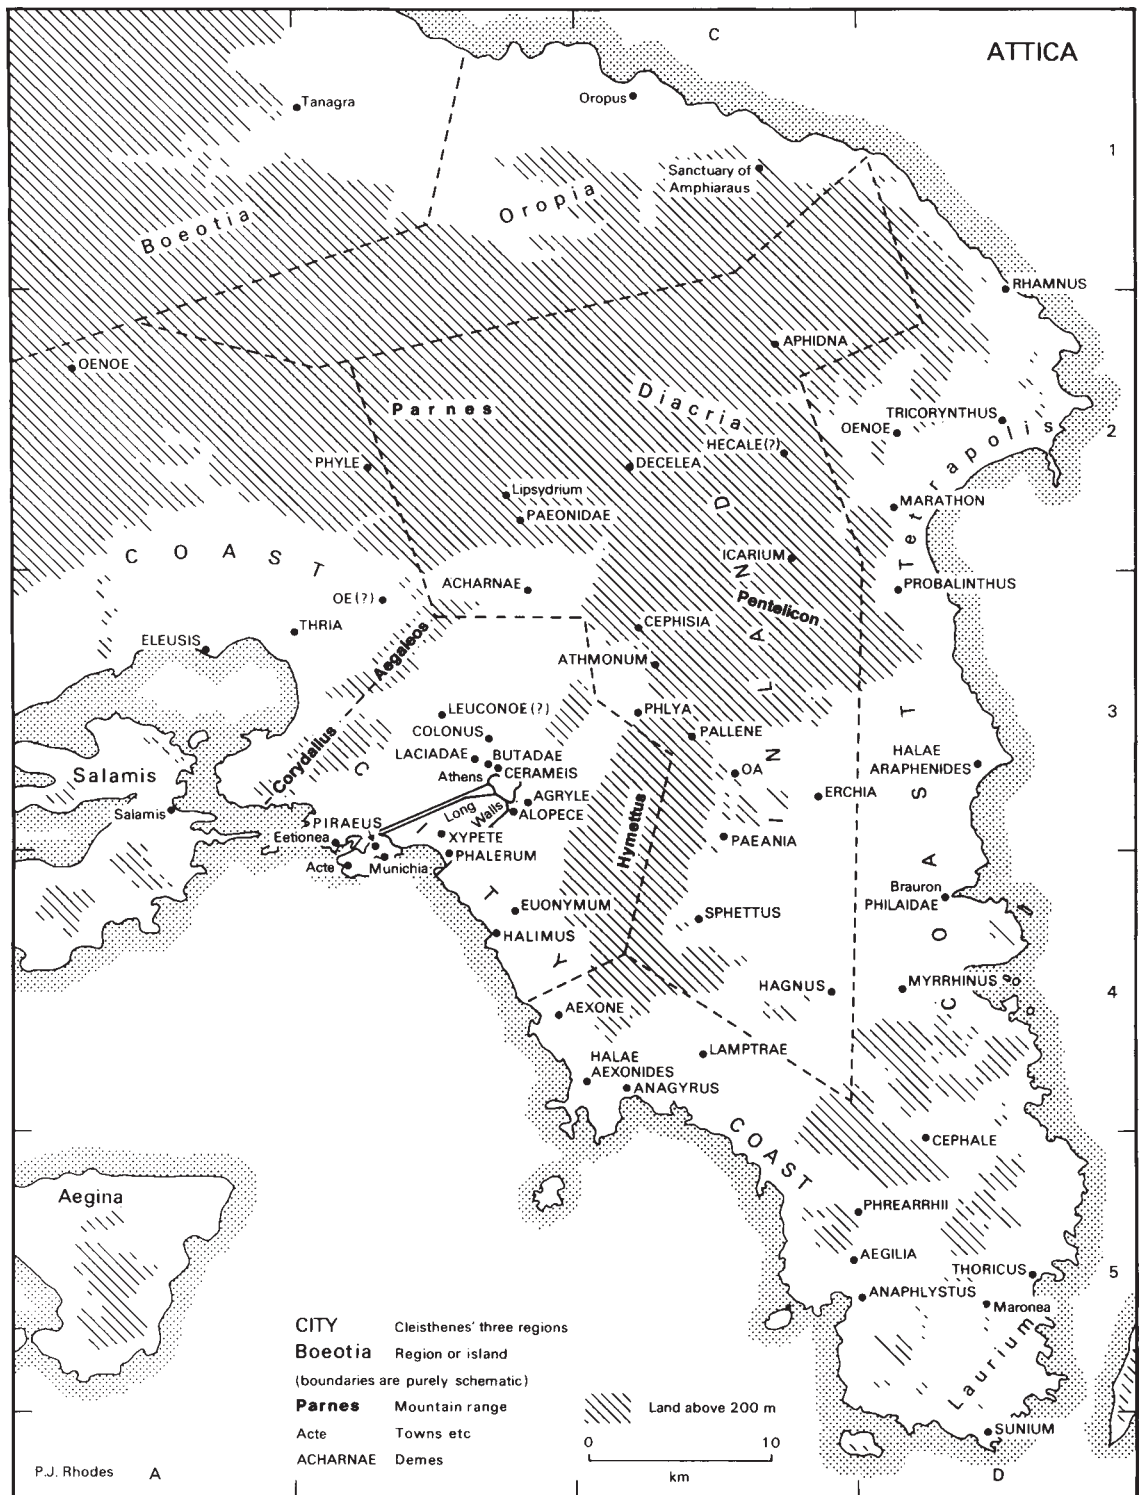 C
ATTICA
Tanagra
Oropus
1
Sanctuary of
Amphiaraus
Oropia
Boeotia
RHAMNUS
APHIDNA
OENOE
Diacria
Parnes
TRICORYNTHUS
OENOE
2
HECALE(?)
PHYLE
DECELEA
Tetrapolis
Lipsydrium
PAEONIDAE
MARATHON
COAST
ICARIUM
ACHARNAE
OE(?)
PROBALINTHUS
Pentelicon
THRIA
CEPHISIA
ELEUSIS
Aegaleos
ATHMONUM
INLAND
LEUCONOE(?)
PHLYA
3
COLONUS
PALLENE
LACIADAE
BUTADAE
HALAE
ARAPHENIDES
Corydallus
Athens
CERAMEIS
OA
Salamis
AGRYLE
ERCHIA
Salamis
Long
Walls
ALOPECE
PIRAEUS
Eetionea
XYPETE
Hymettus
PAEANIA
Acte
Munichia
PHALERUM
CITY
COAST
Brauron
PHILAIDAE
EUONYMUM
SPHETTUS
HALIMUS
HAGNUS
MYRRHINUS
4
AEXONE
LAMPTRAE
HALAE
AEXONIDES
ANAGYRUS
COAST
CEPHALE
Aegina
PHREARRHII
AEGILIA
THORICUS
5
ANAPHLYSTUS
Maronea
Laurium
CITY Cleisthenes' three regions
Boeotia Region or island
(boundaries are purely schematic)
Parnes Mountain range
Land above 200 m
Acte Towns etc
SUNIUM
ACHARNAE Demes
0 10
km
P.J. Rhodes
A
D